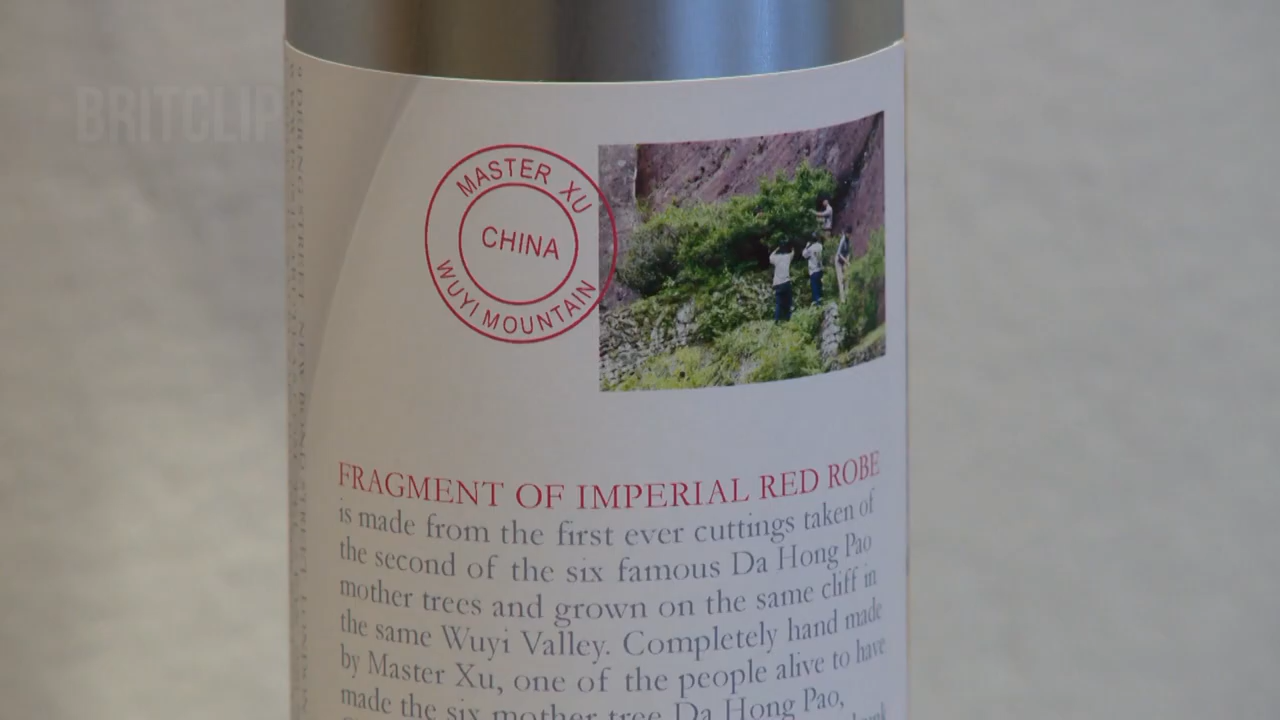 BRITCLIP
MASTER XU
CHINA
WUYI MOUNTAIN
FRAGMENT OF IMPERIAL RED ROBE
is made from the first ever cuttings taken of
the second of the six famous Da Hong Pao
mother trees and grown on the same cliff in
the same Wuyi Valley. Completely hand made
by Master Xu, one of the people alive to have
made the six mother tree Da Hong Pao,